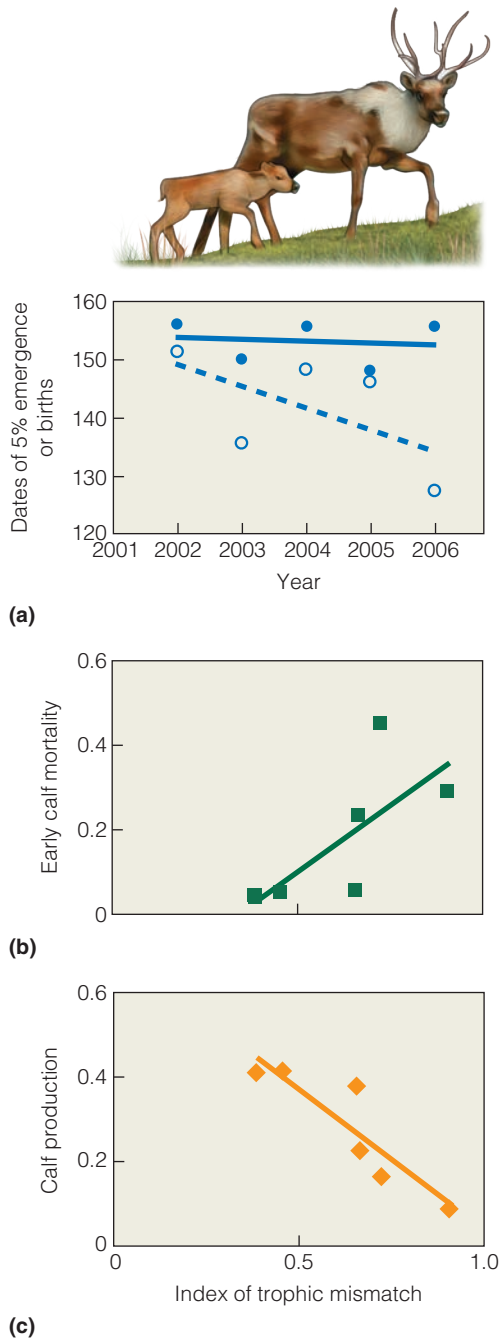 160
150
140
130
120
Dates of 5% emergence
or births
2001 2002 2003 2004 2005 2006
Year
(a)
0.6
0.4
0.2
0
Early calf mortality
(b)
0.6
0.4
0.2
0
Calf production
0 0.5 1.0
Index of trophic mismatch
(c)